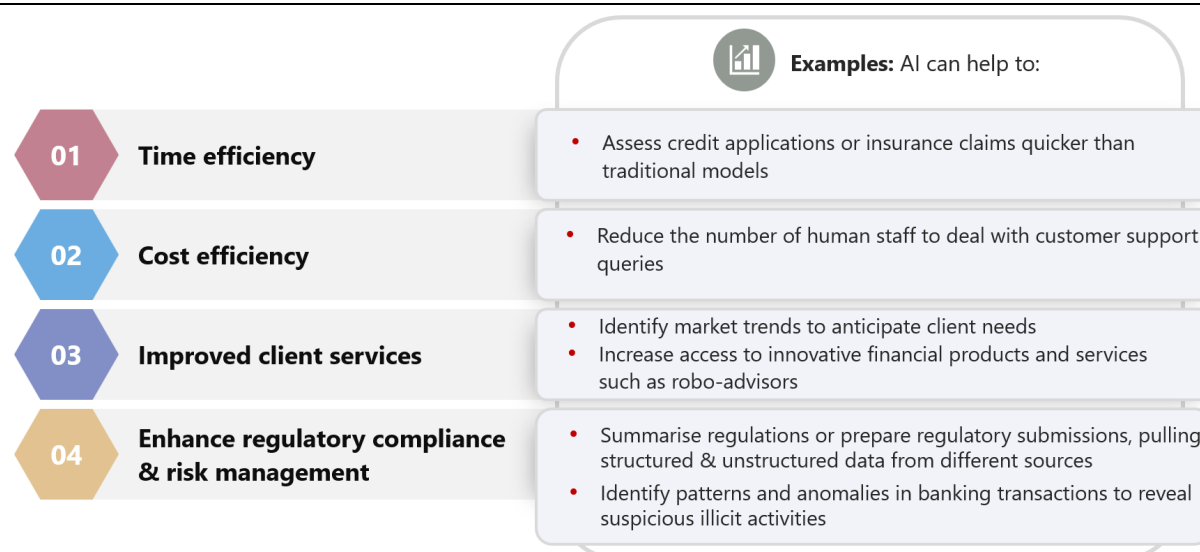 Examples: AI can help to:
01
Time efficiency
• Assess credit applications or insurance claims quicker than
traditional models
02
Cost efficiency
• Reduce the number of human staff to deal with customer support
queries
03
Improved client services
• Identify market trends to anticipate client needs
• Increase access to innovative financial products and services
such as robo-advisors
04
Enhance regulatory compliance
& risk management
• Summarise regulations or prepare regulatory submissions, pulling
structured & unstructured data from different sources
• Identify patterns and anomalies in banking transactions to reveal
suspicious illicit activities